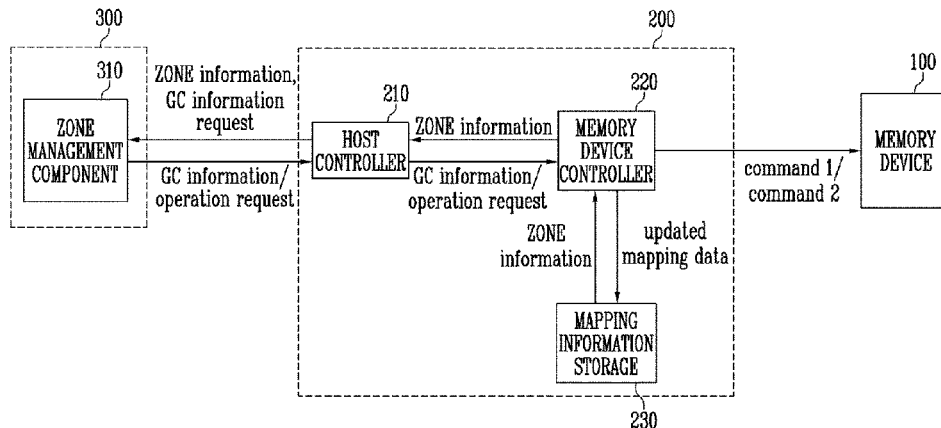 300
310
ZONE
MANAGEMENT
COMPONENT
ZONE information,
GC information
request
GC information/
operation request
200
210
HOST
CONTROLLER
ZONE information
GC information/
operation request
220
MEMORY
DEVICE
CONTROLLER
ZONE
information
updated
mapping data
MAPPING
INFORMATION
STORAGE
230
command 1/
command 2
100
MEMORY
DEVICE